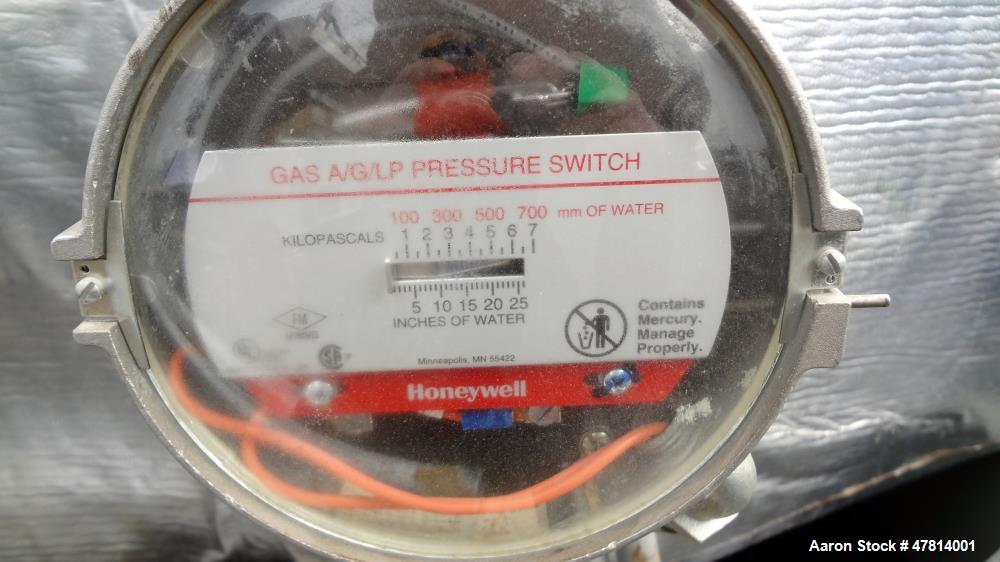 GAS A/G/LP PRESSURE SWITCH
100 300 500 700 mm OF WATER
KILOPASCALS 1 2 3 4 5 6 7
5 10 15 20 25
INCHES OF WATER
FM
Contains
Mercury.
Manage
Properly.
Minneapolis, MN 55422
Honeywell
Aaron Stock # 47814001